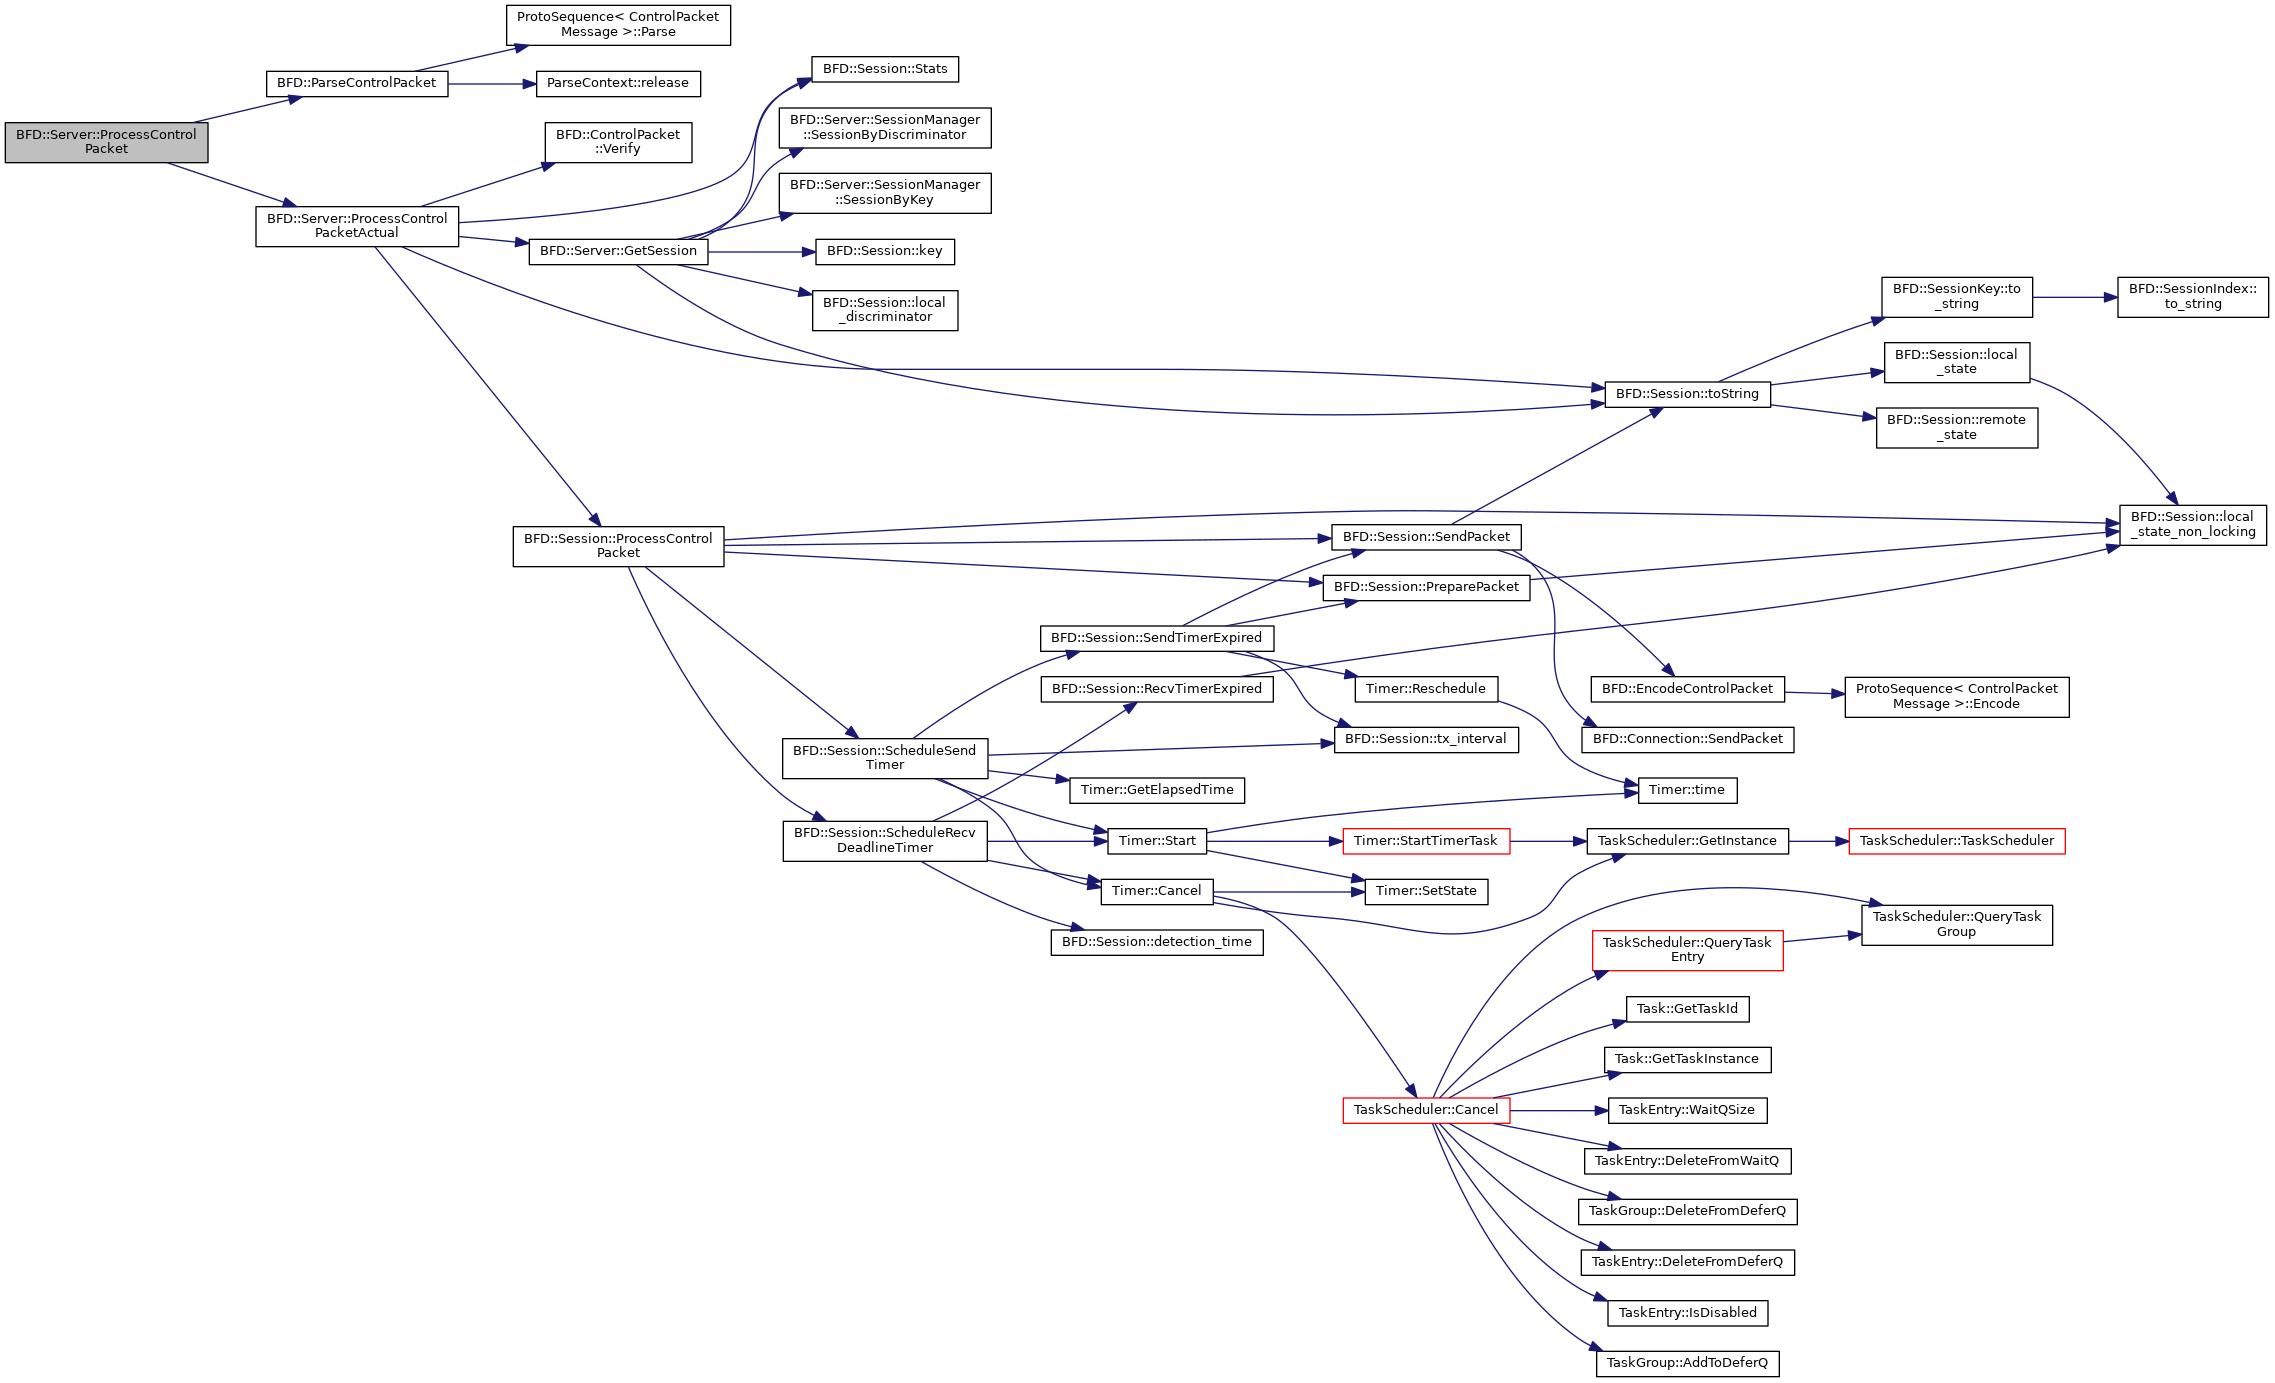 ProtoSequence< ControlPacket
Message >::Parse
BFD::ParseControlPacket
ParseContext::release
BFD::Server::ProcessControl
Packet
BFD::ControlPacket
::Verify
BFD::Server::ProcessControl
PacketActual
BFD::Server::GetSession
BFD::Session::Stats
BFD::Server::SessionManager
::SessionByDiscriminator
BFD::Server::SessionManager
::SessionByKey
BFD::Session::key
BFD::Session::local
_discriminator
BFD::SessionKey::to
_string
BFD::SessionIndex::
to_string
BFD::Session::local
_state
BFD::Session::toString
BFD::Session::remote
_state
BFD::Session::local
_state_non_locking
BFD::Session::ProcessControl
Packet
BFD::Session::SendPacket
BFD::Session::PreparePacket
BFD::Session::SendTimerExpired
BFD::Session::RecvTimerExpired
Timer::Reschedule
BFD::EncodeControlPacket
ProtoSequence< ControlPacket
Message >::Encode
BFD::Session::tx_interval
BFD::Connection::SendPacket
BFD::Session::ScheduleSend
Timer
Timer::GetElapsedTime
Timer::time
BFD::Session::ScheduleRecv
DeadlineTimer
Timer::Start
Timer::StartTimerTask
TaskScheduler::GetInstance
TaskScheduler::TaskScheduler
Timer::Cancel
Timer::SetState
BFD::Session::detection_time
TaskScheduler::QueryTask
Group
TaskScheduler::QueryTask
Entry
Task::GetTaskId
Task::GetTaskInstance
TaskScheduler::Cancel
TaskEntry::WaitQSize
TaskEntry::DeleteFromWaitQ
TaskGroup::DeleteFromDeferQ
TaskEntry::DeleteFromDeferQ
TaskEntry::IsDisabled
TaskGroup::AddToDeferQ